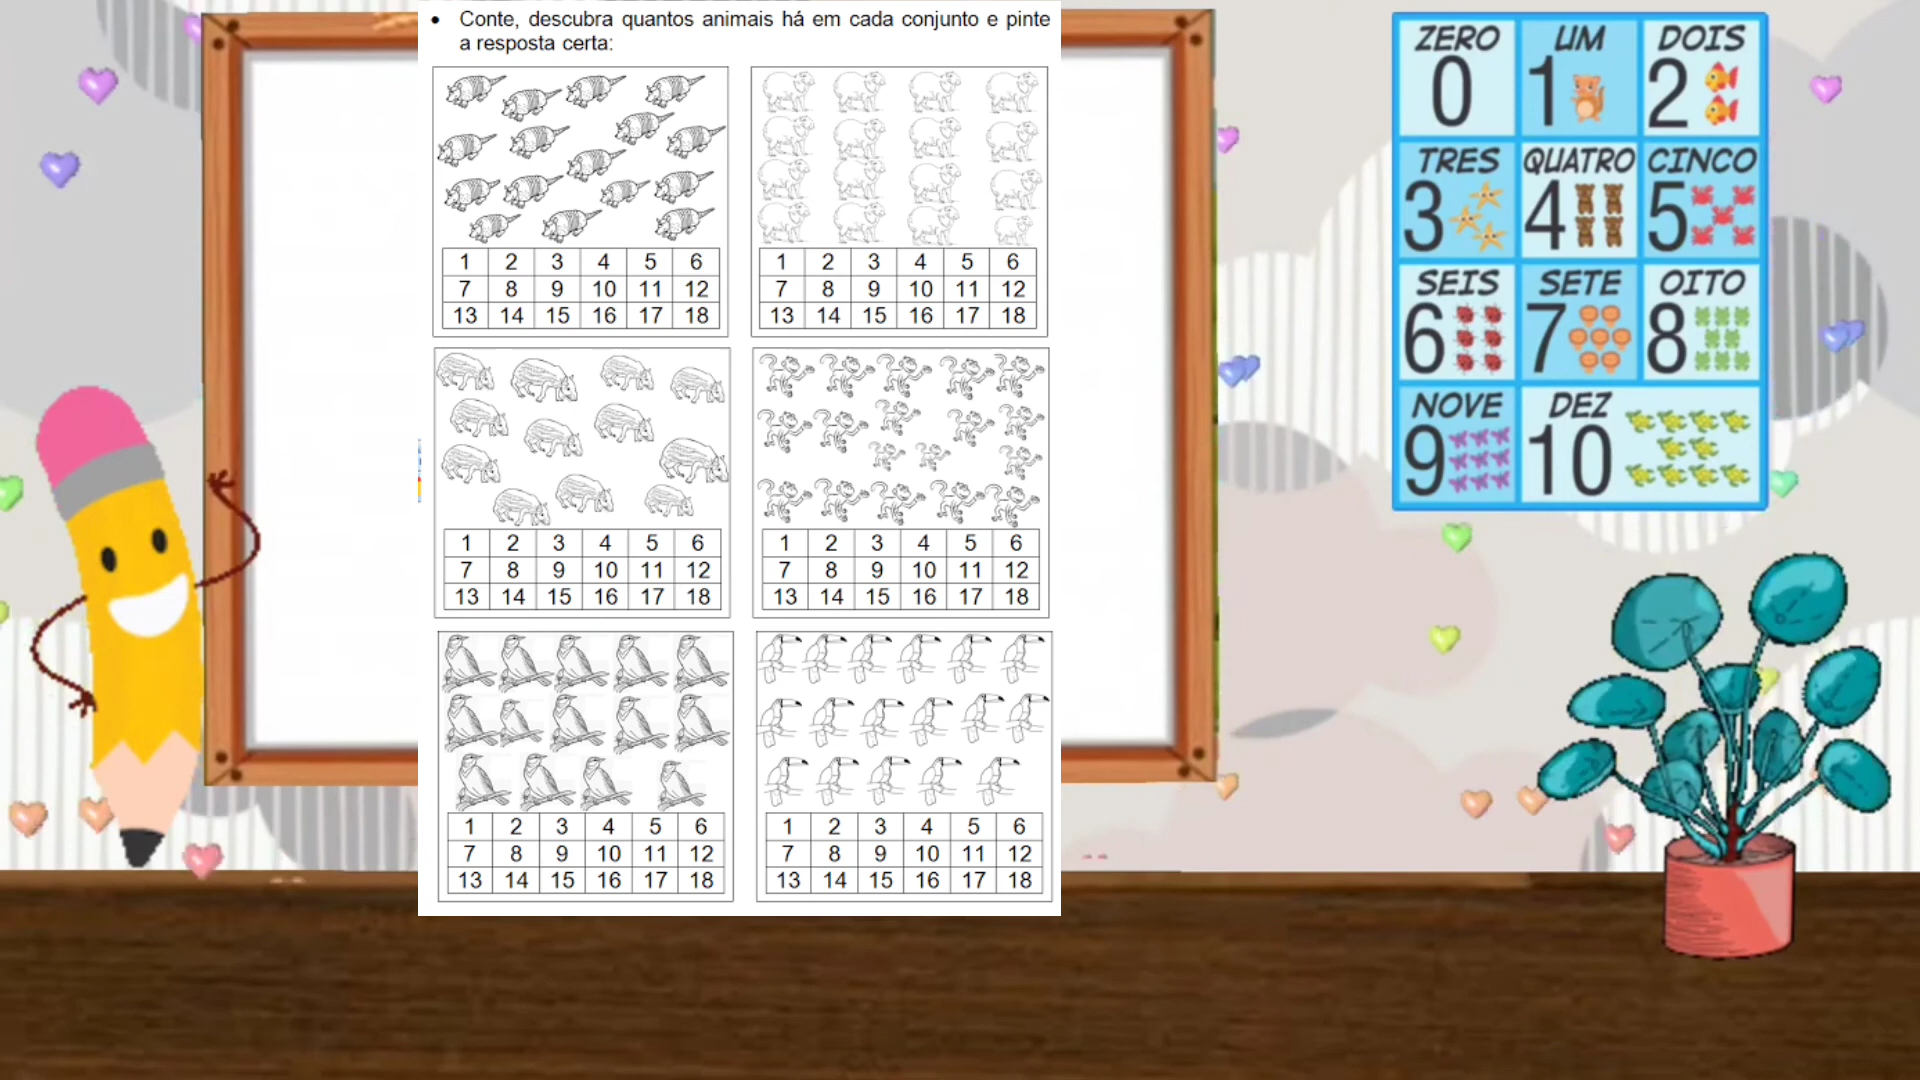 • Conte, descubra quantos animais há em cada conjunto e pinte
a resposta certa:
1 2 3 4 5 6
7 8 9 10 11 12
13 14 15 16 17 18
1 2 3 4 5 6
7 8 9 10 11 12
13 14 15 16 17 18
1 2 3 4 5 6
7 8 9 10 11 12
13 14 15 16 17 18
1 2 3 4 5 6
7 8 9 10 11 12
13 14 15 16 17 18
1 2 3 4 5 6
7 8 9 10 11 12
13 14 15 16 17 18
1 2 3 4 5 6
7 8 9 10 11 12
13 14 15 16 17 18
ZERO UM DOIS
0 1 2
TRES QUATRO CINCO
3 4 5
SEIS SETE OITO
6 7 8
NOVE DEZ
9 10